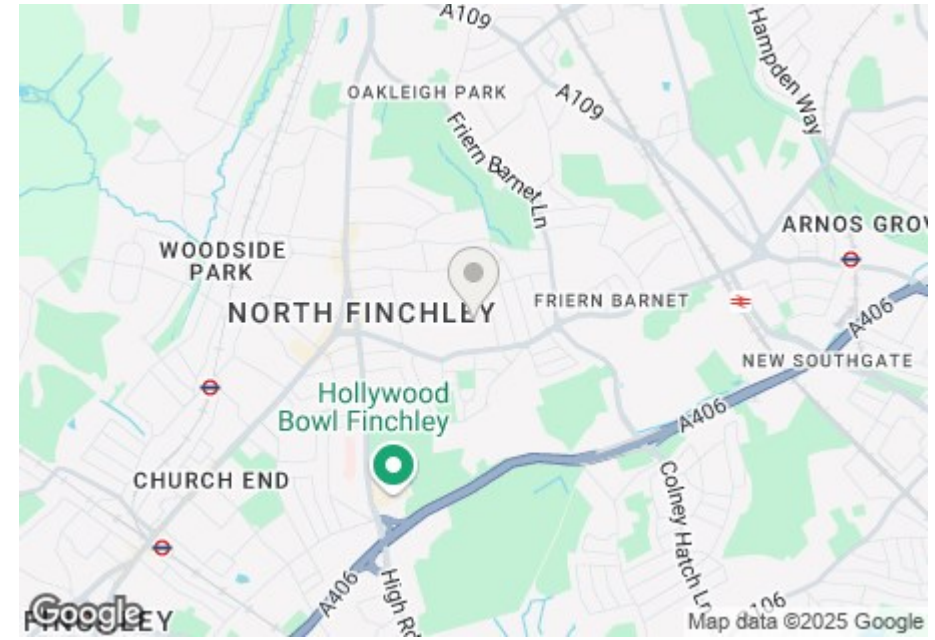 A109
Hampden Way
OAKLEIGH PARK
A109
Friern Barnet Ln
ARNOS GROV
WOODSIDE
PARK
NORTH FINCHLEY
FRIERN BARNET
A406
NEW SOUTHGATE
Hollywood
Bowl Finchley
A406
CHURCH END
Colney Hatch Ln
A406
High Rd
Google
Map data ©2025 Google